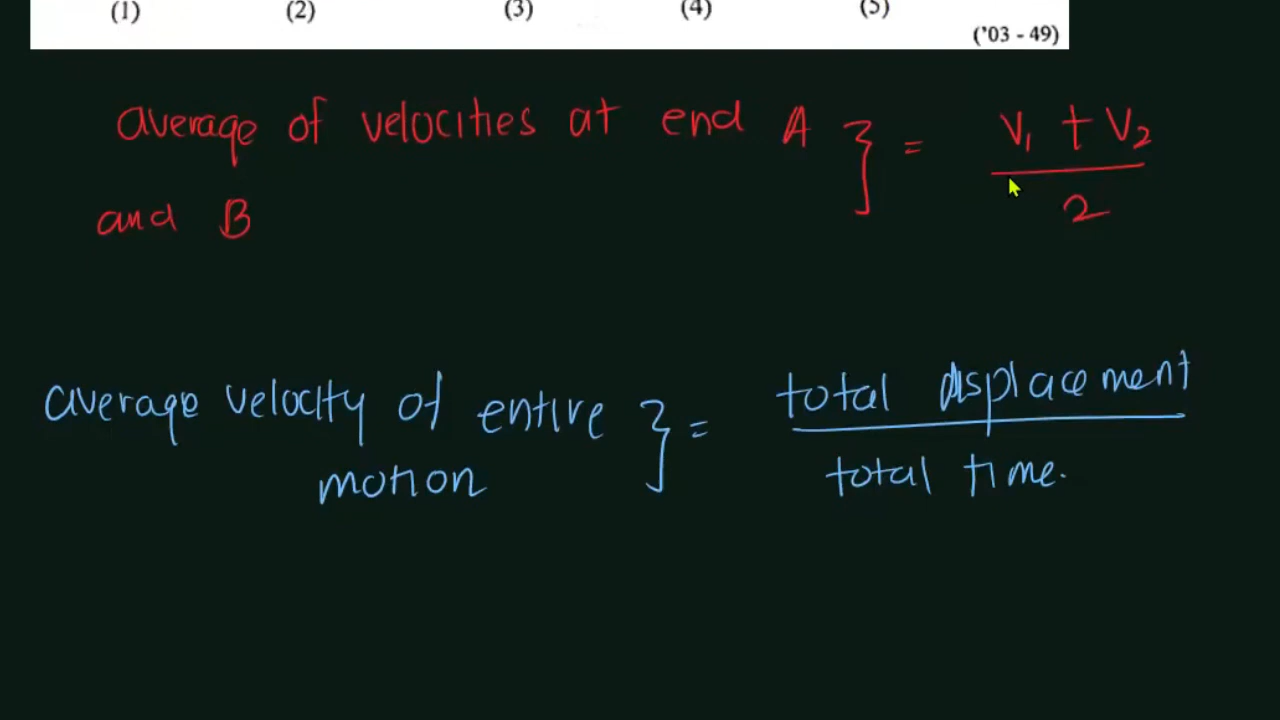 (1) (2) (3) (4) (5)
('03 - 49)
average of velocities at end A } = V₁ + V₂
and B 2
average velocity of entire } = total displacement
motion total time.